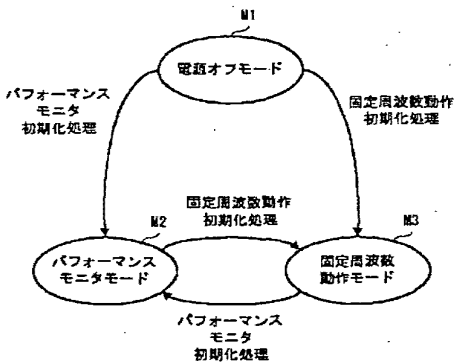 M1
電源オフモード
パフォーマンス
モニタ
初期化処理
固定周波数動作
初期化処理
固定周波数動作
初期化処理
M2
M3
パフォーマンス
モニタモード
固定周波数
動作モード
パフォーマンス
モニタ
初期化処理